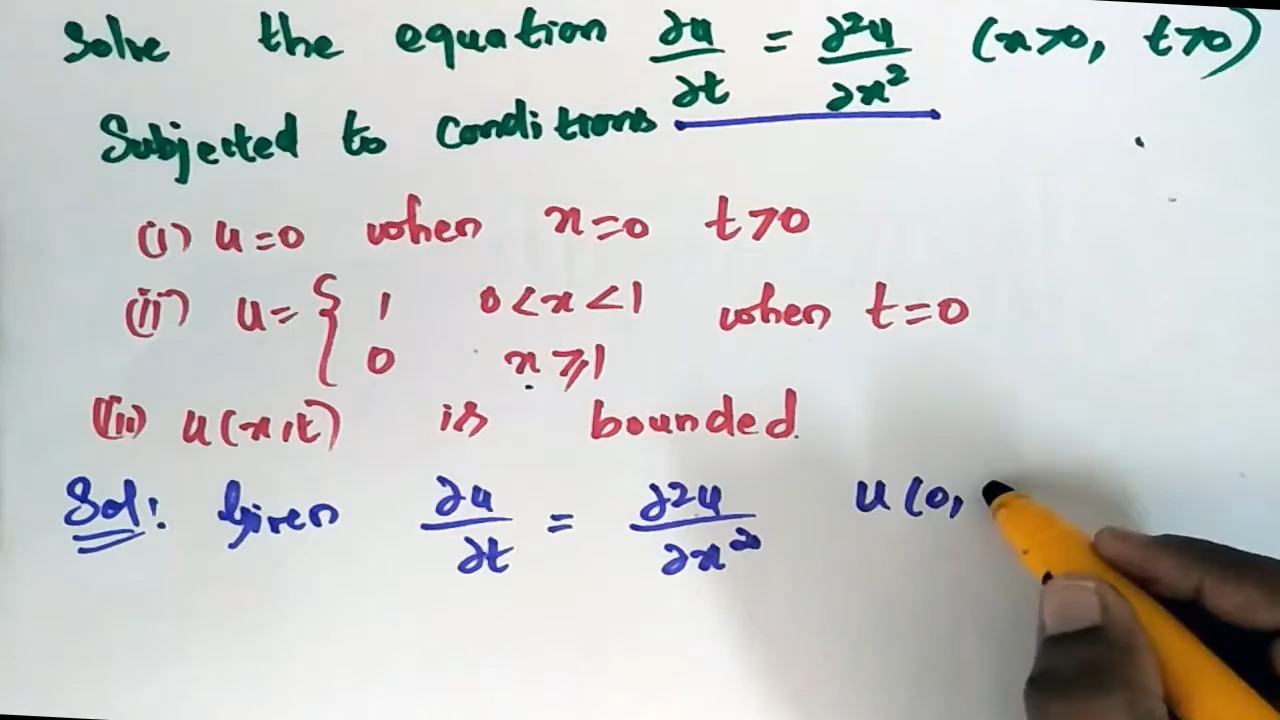 Solve the equation ∂u/∂t = ∂²u/∂x² (x>0, t>0)
Subjected to conditions
(i) u=0 when x=0 t>0
(ii) u= { 1 0<x<1 when t=0
0 x⩾1
(iii) u(x,t) is bounded.
Sol: Given ∂u/∂t = ∂²u/∂x² u(0,